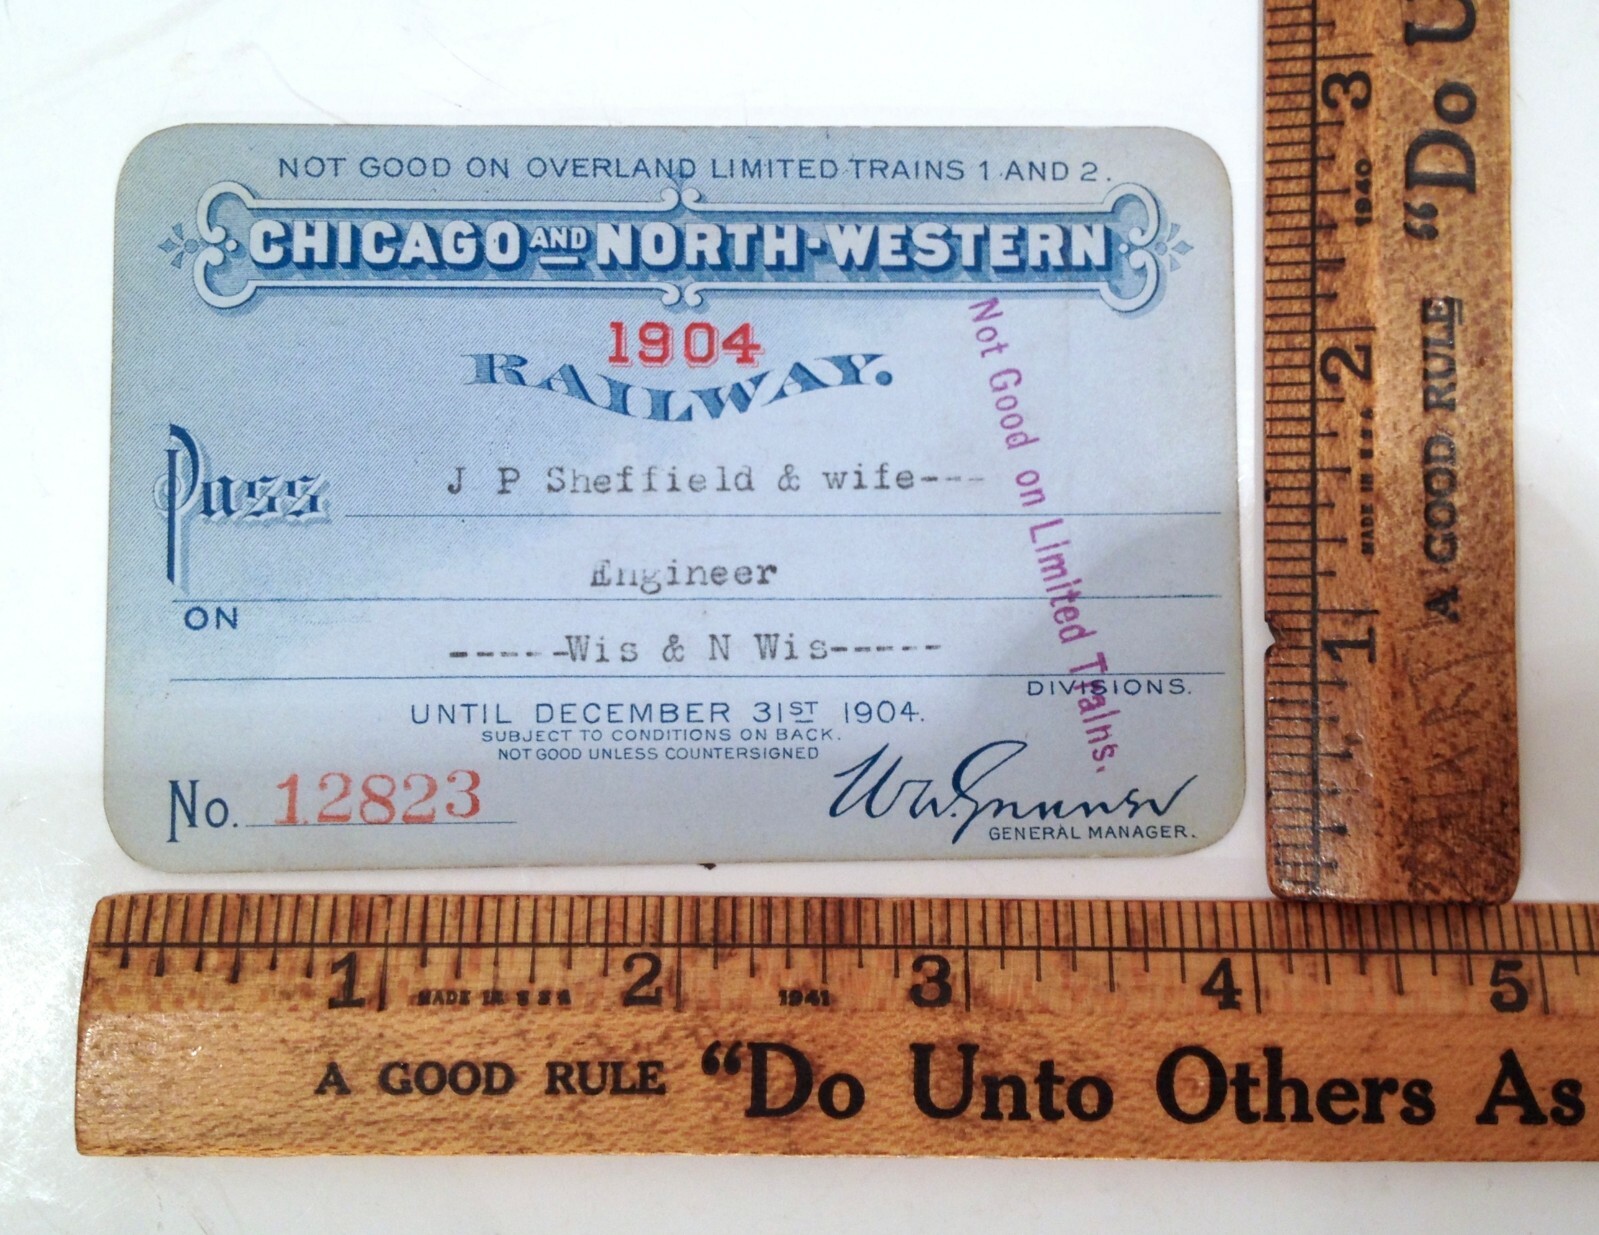 NOT GOOD ON OVERLAND LIMITED TRAINS 1 AND 2.
CHICAGO AND NORTH-WESTERN
1904
RAILWAY.
Pass J P Sheffield & wife---
Engineer
ON
-----Wis & N Wis-----
DIVISIONS.
UNTIL DECEMBER 31ST 1904.
SUBJECT TO CONDITIONS ON BACK.
NOT GOOD UNLESS COUNTERSIGNED
No. 12823
GENERAL MANAGER.
Not Good on Limited Trains.
1 2 3 4 5
MADE IN U S A 1941
A GOOD RULE "Do Unto Others As
1 2 3
MADE IN U S A 1940
A GOOD RULE "Do U